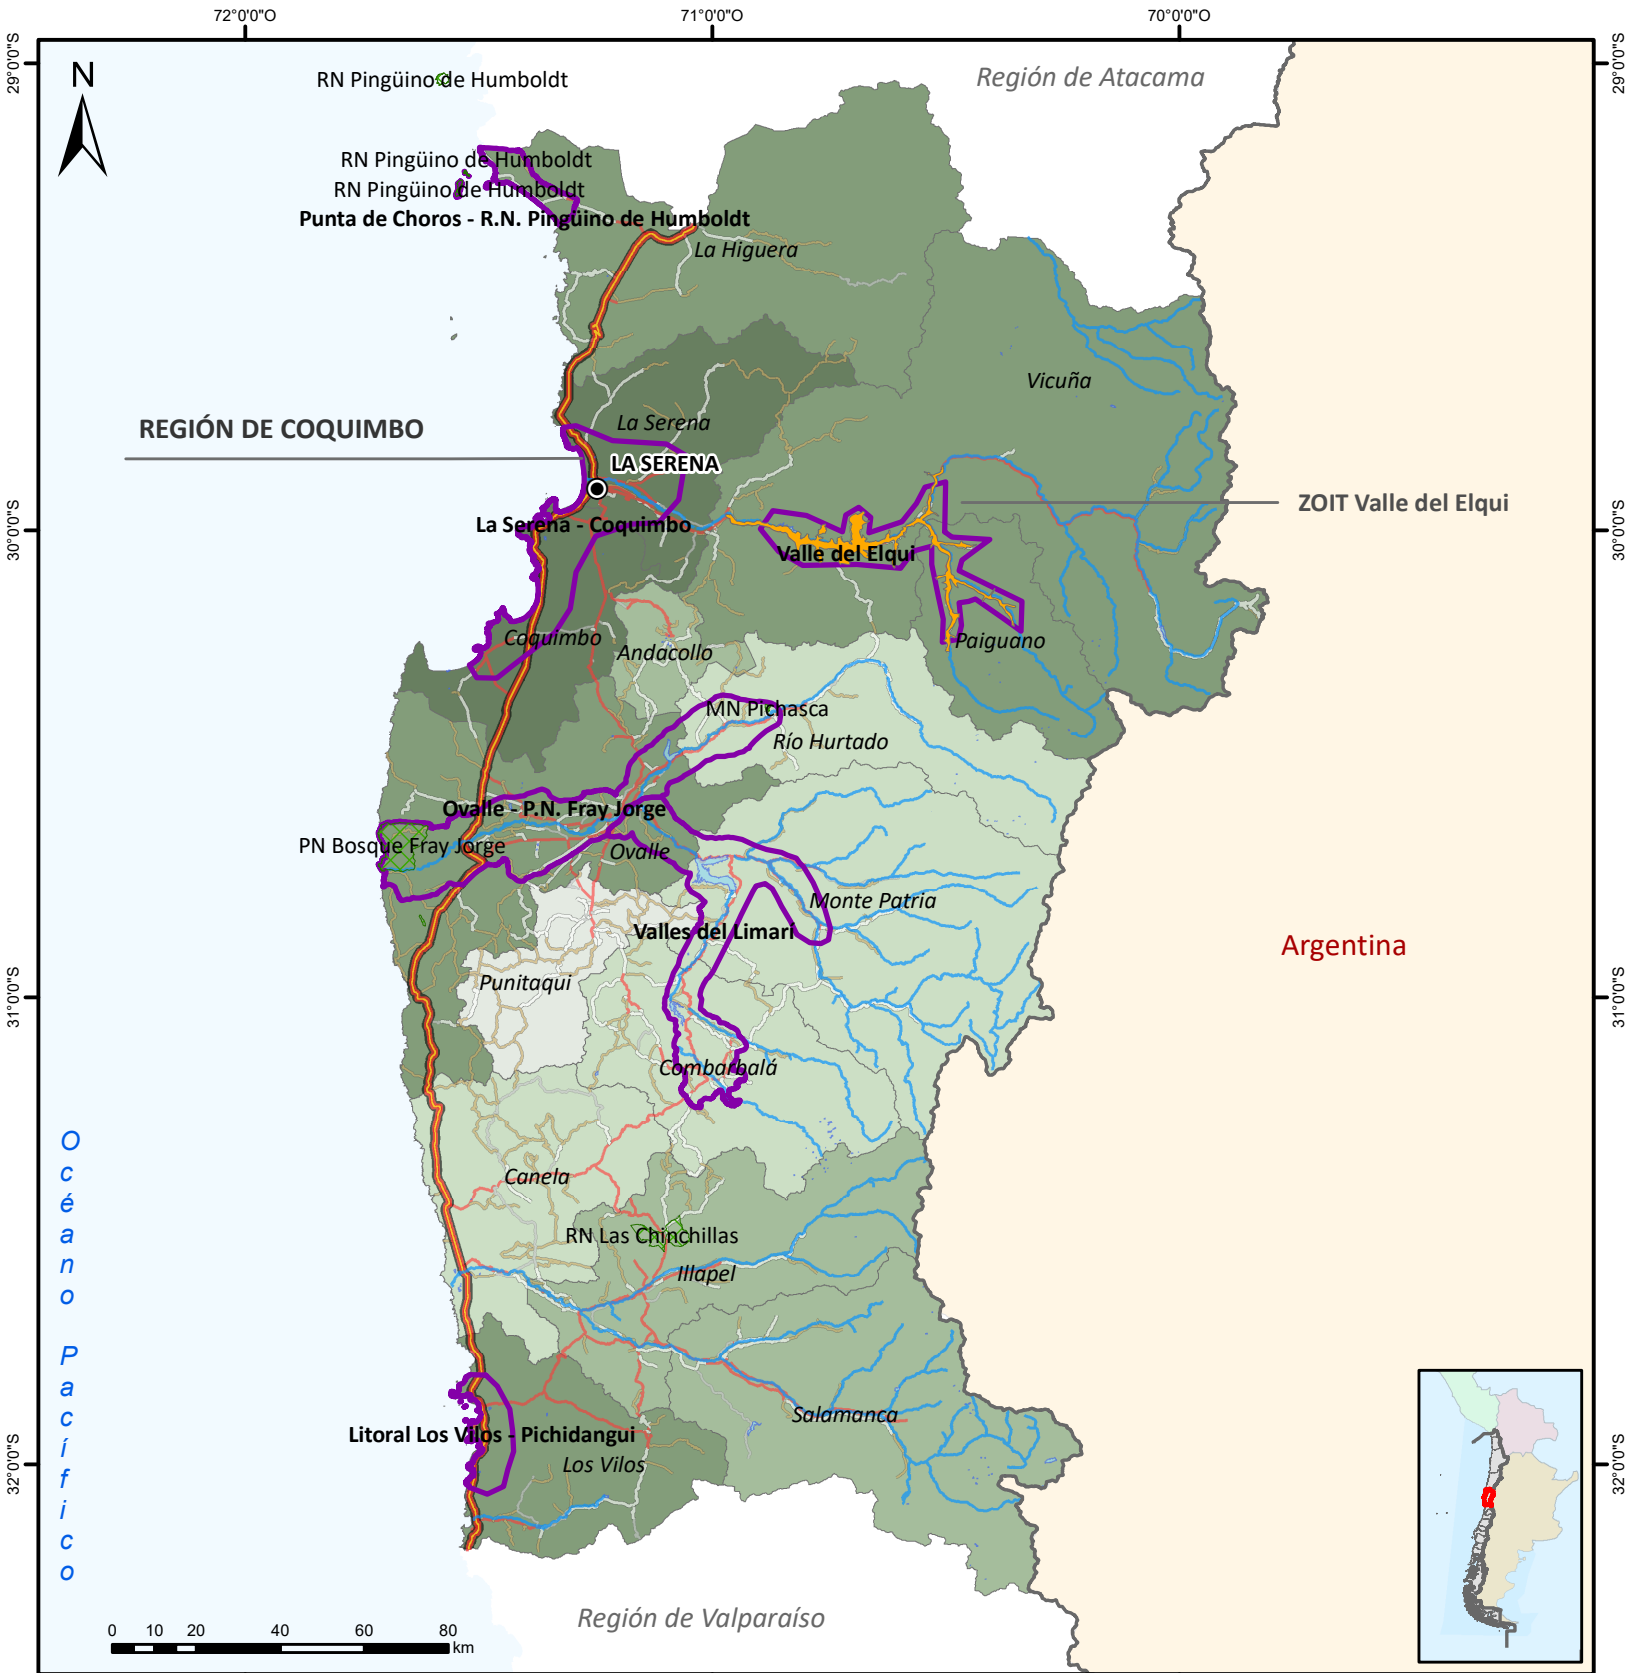 72°0'0"O
71°0'0"O
70°0'0"O
29°0'0"S
29°0'0"S
N
RN Pingüino de Humboldt
Región de Atacama
RN Pingüino de Humboldt
RN Pingüino de Humboldt
Punta de Choros - R.N. Pingüino de Humboldt
La Higuera
Vicuña
La Serena
REGIÓN DE COQUIMBO
LA SERENA
ZOIT Valle del Elqui
La Serena - Coquimbo
30°0'0"S
30°0'0"S
Valle del Elqui
Coquimbo
Andacollo
Paiguano
MN Pichasca
Río Hurtado
Ovalle - P.N. Fray Jorge
PN Bosque Fray Jorge
Ovalle
Monte Patria
Valles del Limarí
Argentina
Punitaqui
31°0'0"S
31°0'0"S
Combarbalá
Océano Pacífico
Canela
RN Las Chinchillas
Illapel
Salamanca
Litoral Los Vilos - Pichidangui
Los Vilos
32°0'0"S
32°0'0"S
Región de Valparaíso
0 10 20 40 60 80
km